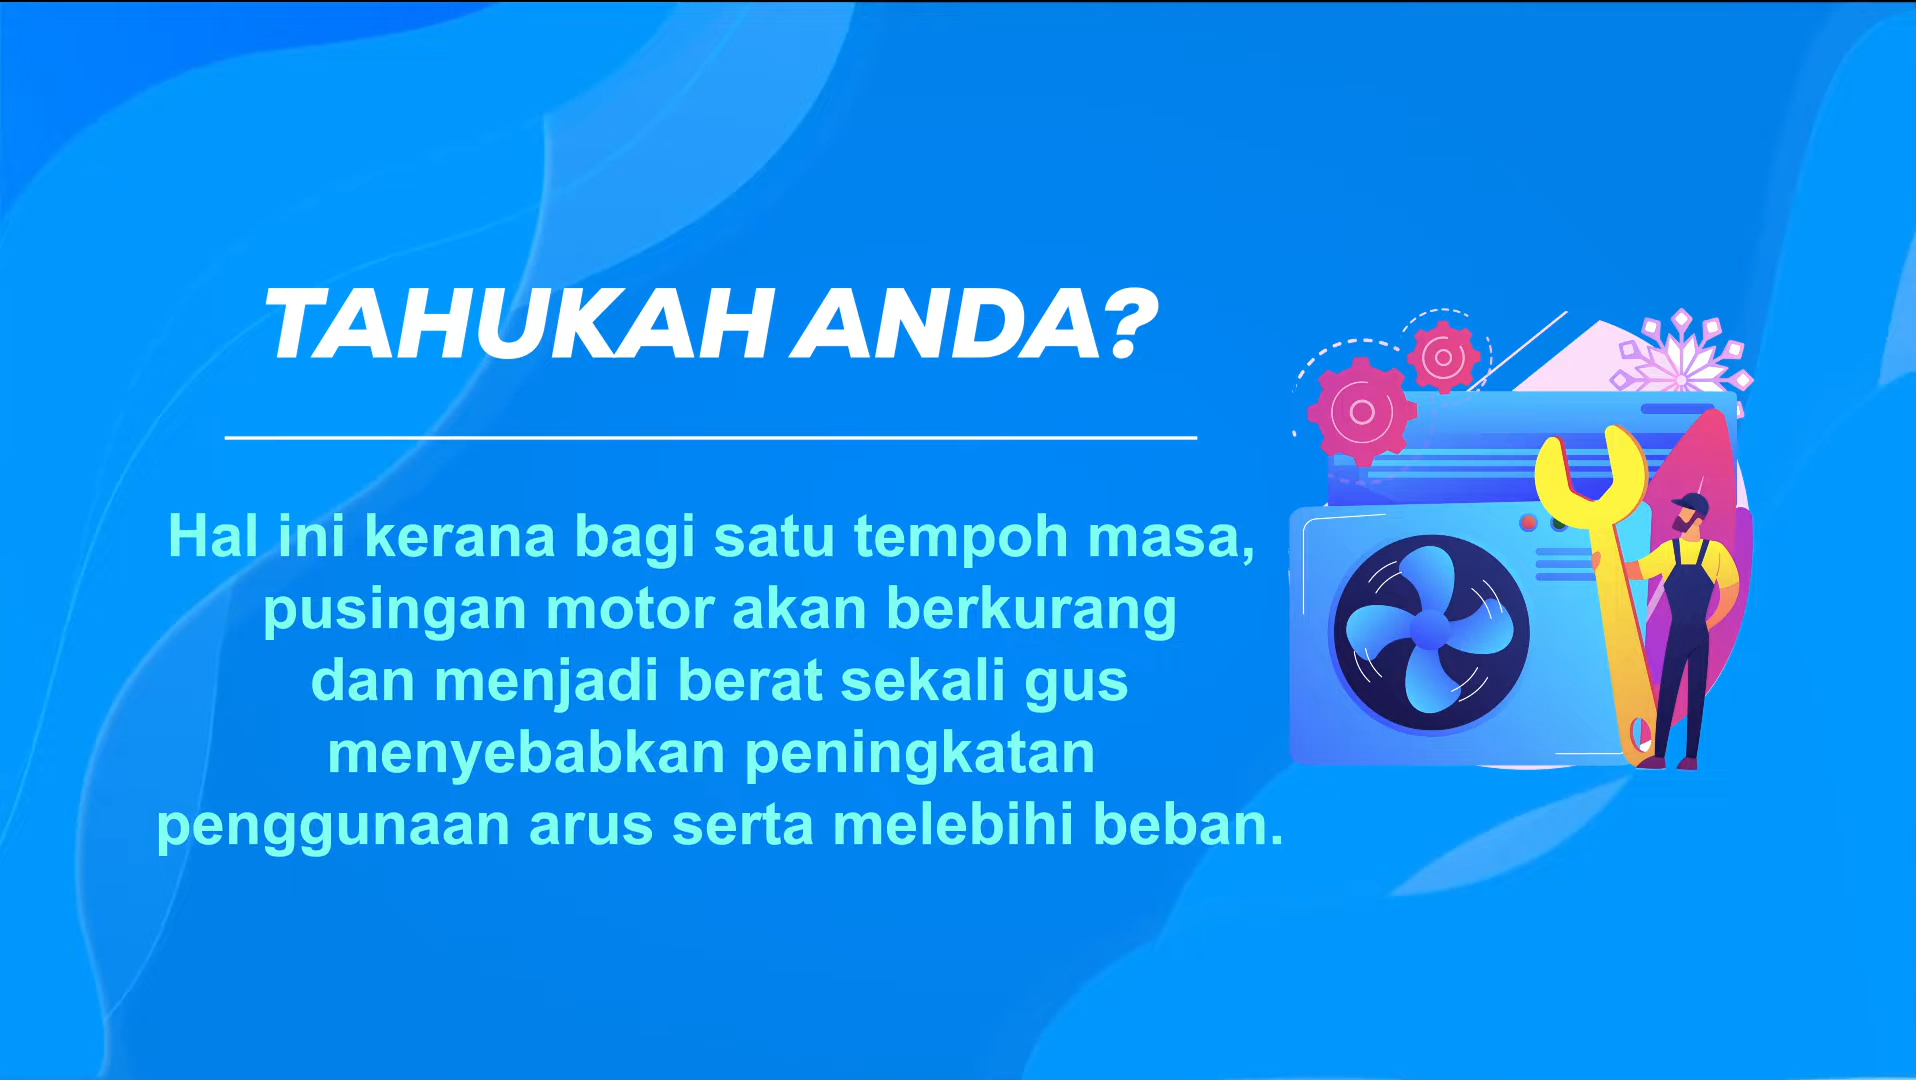 TAHUKAH ANDA?
Hal ini kerana bagi satu tempoh masa,
pusingan motor akan berkurang
dan menjadi berat sekali gus
menyebabkan peningkatan
penggunaan arus serta melebihi beban.